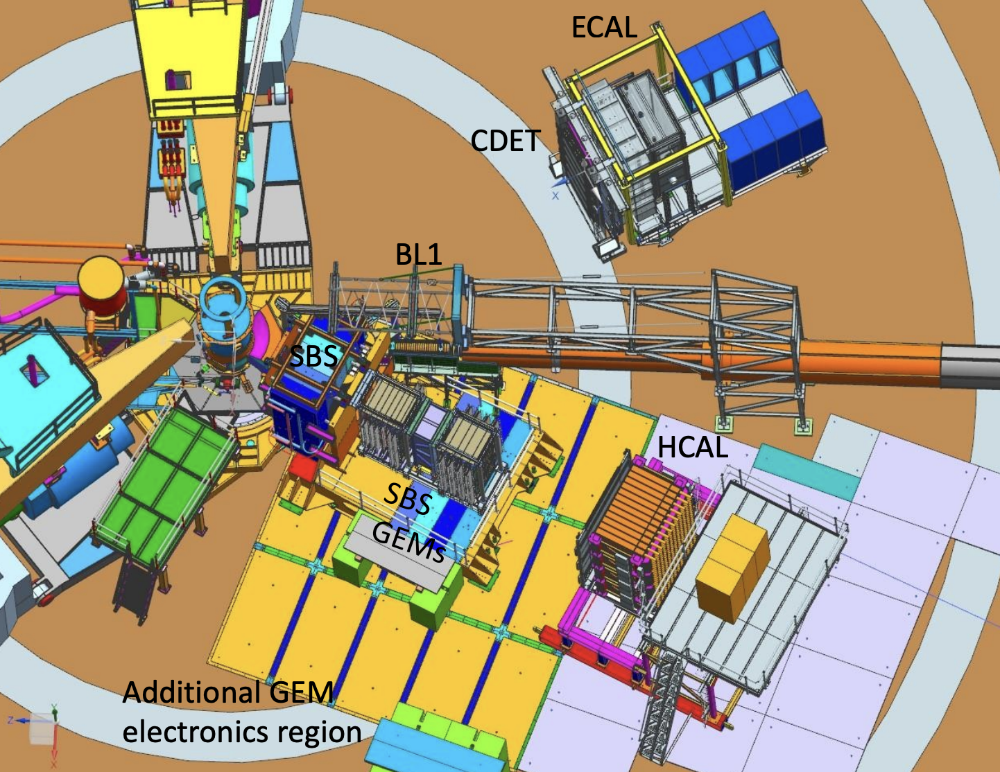 ECAL
CDET
X
BL1
SBS
HCAL
SBS
GEMs
Additional GEM
electronics region
Y
Z
X